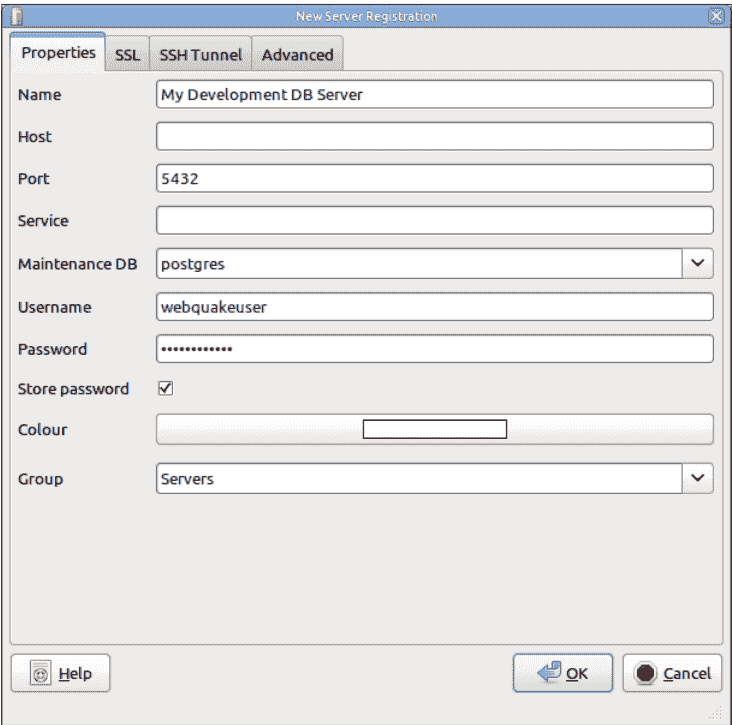 New Server Registration
Properties SSL SSH Tunnel Advanced
Name My Development DB Server
Host
Port 5432
Service
Maintenance DB postgres
Username webquakeuser
Password ••••••••••••
Store password
Colour
Group Servers
Help OK Cancel